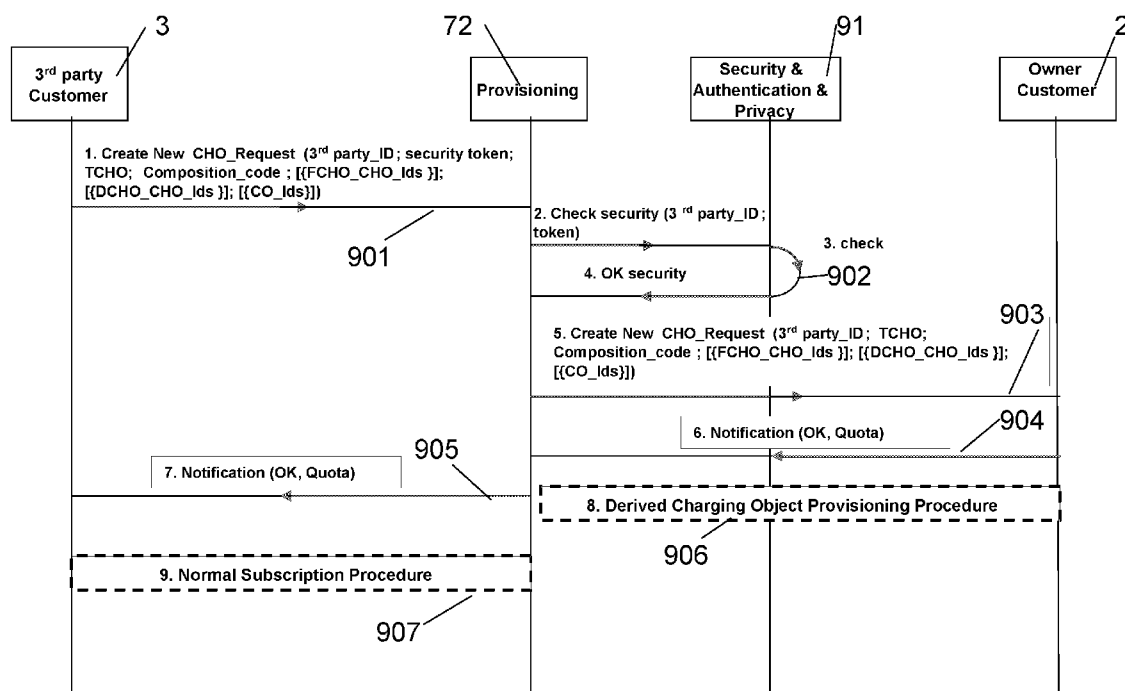 3
72
91
2
3rd party
Customer
Provisioning
Security &
Authentication &
Privacy
Owner
Customer
1. Create New CHO_Request (3rd party_ID; security token;
TCHO; Composition_code ; [{FCHO_CHO_Ids }];
[{DCHO_CHO_Ids }]; [{CO_Ids}])
901
2. Check security (3 rd party_ID ;
token)
3. check
902
4. OK security
903
5. Create New CHO_Request (3rd party_ID ; TCHO;
Composition_code ; [{FCHO_CHO_Ids }]; [{DCHO_CHO_Ids }];
[{CO_Ids}])
904
6. Notification (OK, Quota)
905
7. Notification (OK, Quota)
8. Derived Charging Object Provisioning Procedure
906
9. Normal Subscription Procedure
907